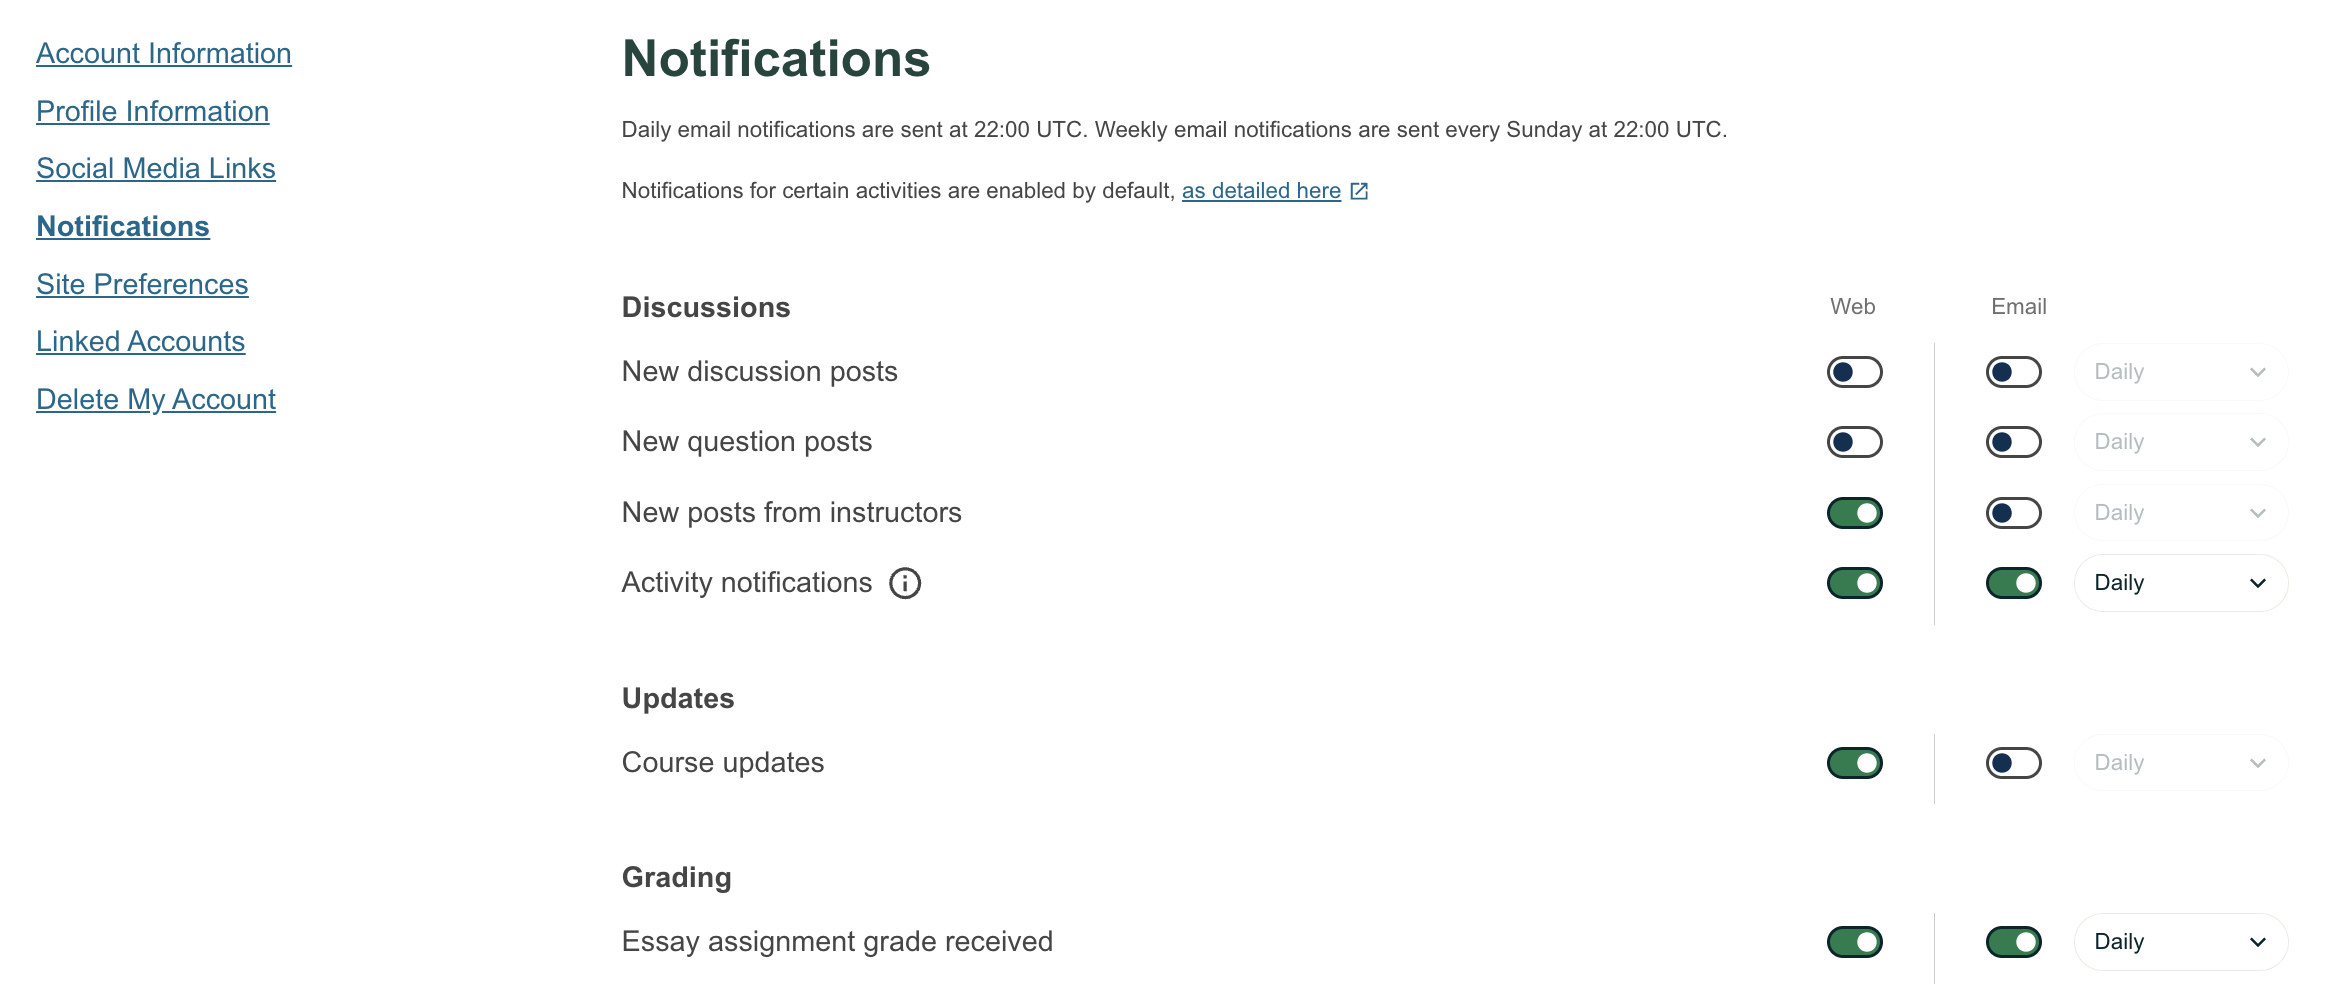 Account Information
Profile Information
Social Media Links
Notifications
Site Preferences
Linked Accounts
Delete My Account
Notifications
Daily email notifications are sent at 22:00 UTC. Weekly email notifications are sent every Sunday at 22:00 UTC.
Notifications for certain activities are enabled by default, as detailed here
Discussions Web Email
New discussion posts Daily
New question posts Daily
New posts from instructors Daily
Activity notifications Daily
Updates
Course updates Daily
Grading
Essay assignment grade received Daily